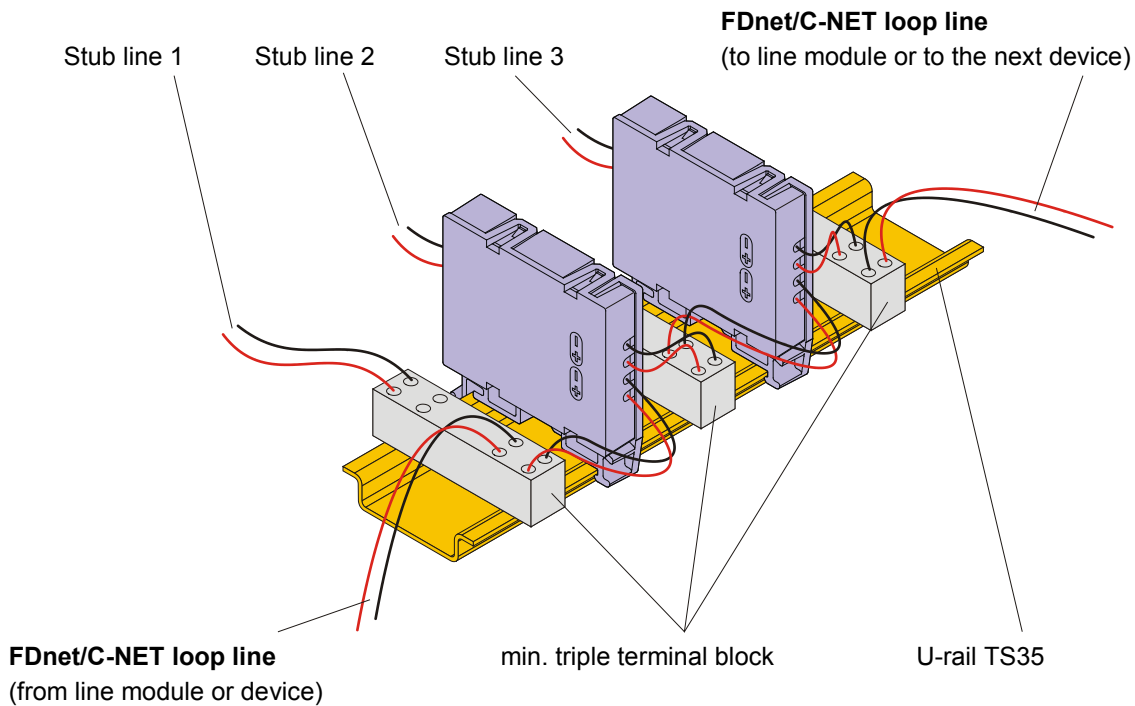 FDnet/C-NET loop line
(to line module or to the next device)
Stub line 1
Stub line 2
Stub line 3
− +
− +
− +
− +
FDnet/C-NET loop line
(from line module or device)
min. triple terminal block
U-rail TS35